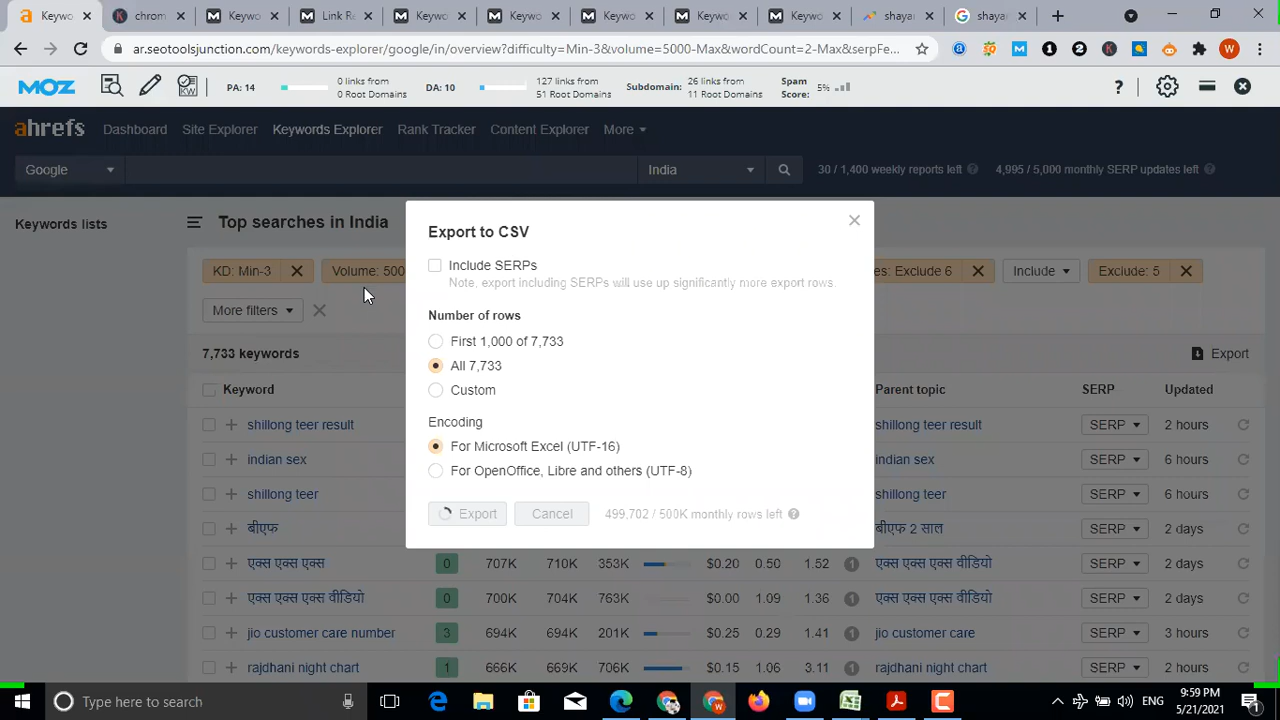 Keywo
chrom
Keywo
Link Re
Keywo
Keywo
Keywo
Keywo
Keywo
shayar
shayar
ar.seotoolsjunction.com/keywords-explorer/google/in/overview?difficulty=Min-3&volume=5000-Max&wordCount=2-Max&serpFe...
MOZ
PA: 14
0 links from
0 Root Domains
DA: 10
127 links from
51 Root Domains
Subdomain:
26 links from
11 Root Domains
Spam
Score:
5%
ahrefs
Dashboard
Site Explorer
Keywords Explorer
Rank Tracker
Content Explorer
More
Google
India
30 / 1,400 weekly reports left
4,995 / 5,000 monthly SERP updates left
Keywords lists
Top searches in India
KD: Min-3
Volume: 500
es: Exclude 6
Include
Exclude: 5
More filters
7,733 keywords
Export
Export to CSV
Include SERPs
Note, export including SERPs will use up significantly more export rows.
Number of rows
First 1,000 of 7,733
All 7,733
Custom
Encoding
For Microsoft Excel (UTF-16)
For OpenOffice, Libre and others (UTF-8)
Export
Cancel
499,702 / 500K monthly rows left
Keyword
Parent topic
SERP
Updated
shillong teer result
shillong teer result
SERP
2 hours
indian sex
indian sex
SERP
6 hours
shillong teer
shillong teer
SERP
6 hours
बीएफ
बीएफ 2 साल
SERP
2 days
एक्स एक्स एक्स
0 707K 710K 353K $0.20 0.50 1.52 1
एक्स एक्स एक्स वीडियो
SERP
2 days
एक्स एक्स एक्स वीडियो
0 700K 704K 763K $0.00 1.09 1.36 1
एक्स एक्स एक्स वीडियो
SERP
2 days
jio customer care number
3 694K 201K $0.25 0.29 1.41 1
jio customer care
SERP
3 hours
rajdhani night chart
1 666K 669K 706K $0.15 1.06 3.11 1
rajdhani night chart
SERP
2 hours
Type here to search
ENG
9:59 PM
5/21/2021